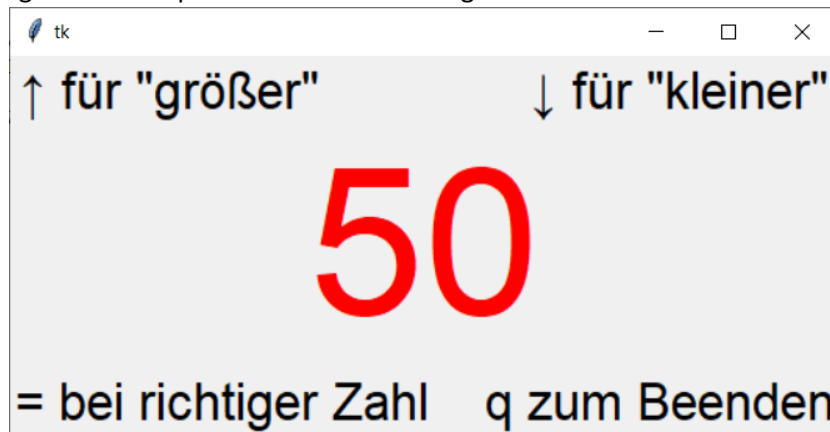 tk
↑ für "größer" ↓ für "kleiner"
50
= bei richtiger Zahl q zum Beenden